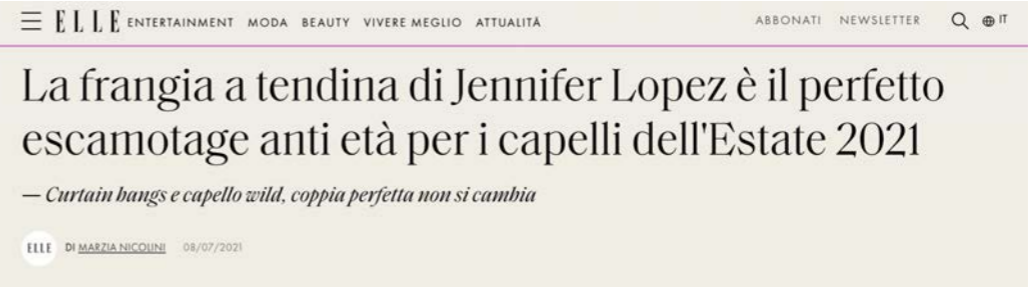 ELLE ENTERTAINMENT MODA BEAUTY VIVERE MEGLIO ATTUALITÀ ABBONATI NEWSLETTER IT
La frangia a tendina di Jennifer Lopez è il perfetto
escamotage anti età per i capelli dell'Estate 2021
— Curtain bangs e capello wild, coppia perfetta non si cambia
ELLE DI MARZIA NICOLINI 08/07/2021